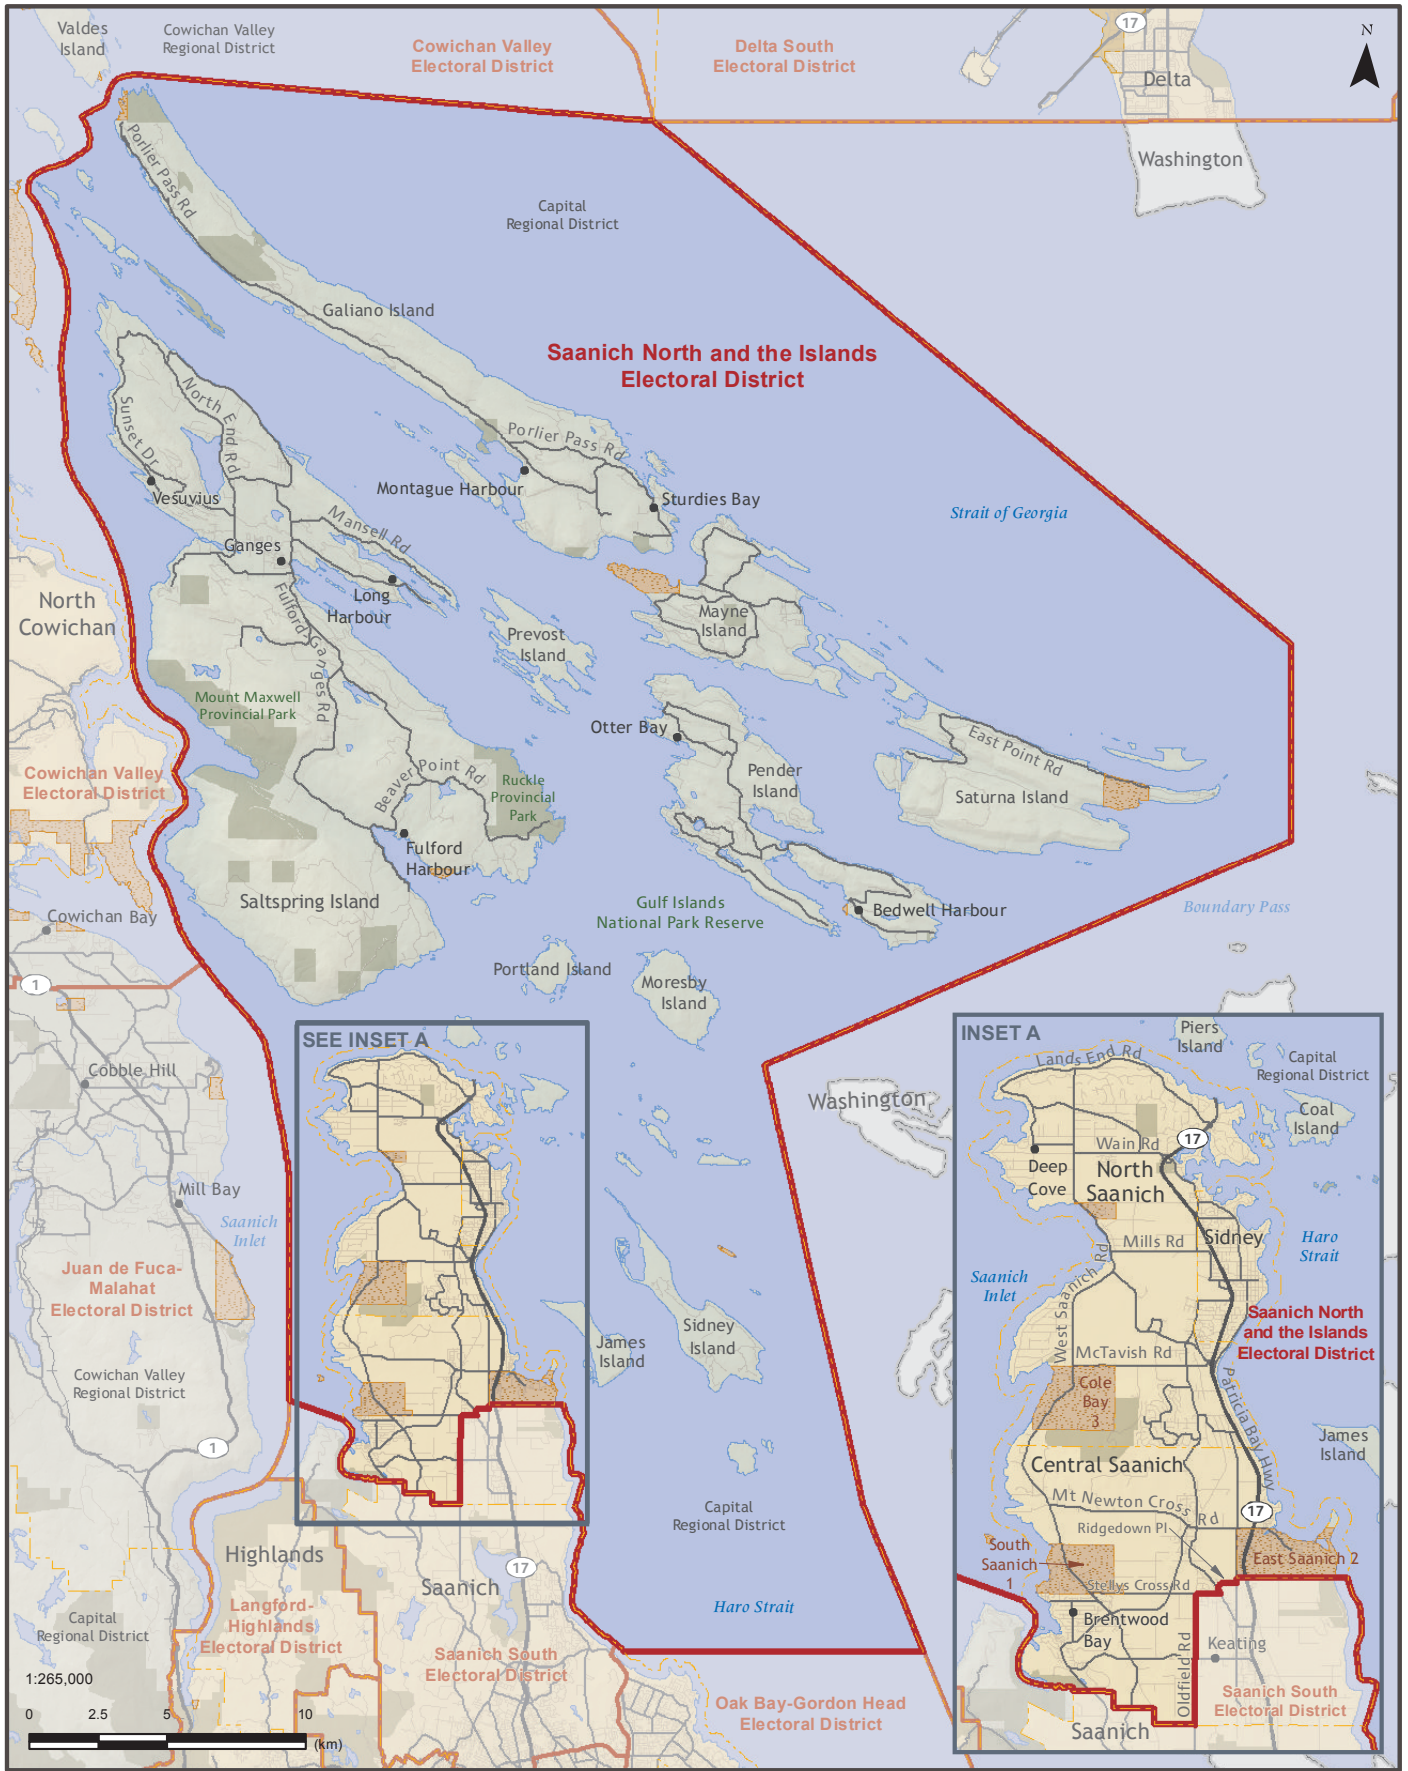 Valdes
Island
Cowichan Valley
Regional District
Cowichan Valley
Electoral District
Delta South
Electoral District
17
Delta
N
Washington
Porlier Pass Rd
Capital
Regional District
Galiano Island
Saanich North and the Islands
Electoral District
North End Rd
Sunset Dr
Porlier Pass Rd
Montague Harbour
Vesuvius
Sturdies Bay
Strait of Georgia
Mansell Rd
Ganges
Long
Harbour
North
Cowichan
Fulford-Ganges Rd
Mayne
Island
Prevost
Island
Mount Maxwell
Provincial Park
Otter Bay
East Point Rd
Cowichan Valley
Electoral District
Beaver Point Rd
Ruckle
Provincial
Park
Pender
Island
Saturna Island
Fulford
Harbour
Saltspring Island
Gulf Islands
National Park Reserve
Bedwell Harbour
Boundary Pass
Cowichan Bay
1
Portland Island
Moresby
Island
SEE INSET A
Cobble Hill
Washington
Mill Bay
Saanich
Inlet
Juan de Fuca-
Malahat
Electoral District
James
Island
Sidney
Island
Cowichan Valley
Regional District
1
Capital
Regional District
Highlands
17
Saanich
Haro Strait
Capital
Regional District
Langford-
Highlands
Electoral District
Saanich South
Electoral District
Oak Bay-Gordon Head
Electoral District
1:265,000
0 2.5 5 10
(km)
INSET A
Piers
Island
Lands End Rd
Capital
Regional District
Coal
Island
Wain Rd
17
Deep
Cove
North
Saanich
Mills Rd
Sidney
Haro
Strait
Saanich
Inlet
West Saanich Rd
Saanich North
and the Islands
Electoral District
McTavish Rd
Cole
Bay
3
Patricia Bay Hwy
James
Island
Central Saanich
Mt Newton Cross Rd
17
Ridgedown Pl
South
Saanich
1
East Saanich 2
Stellys Cross Rd
Brentwood
Bay
Oldfield Rd
Keating
Saanich South
Electoral District
Saanich